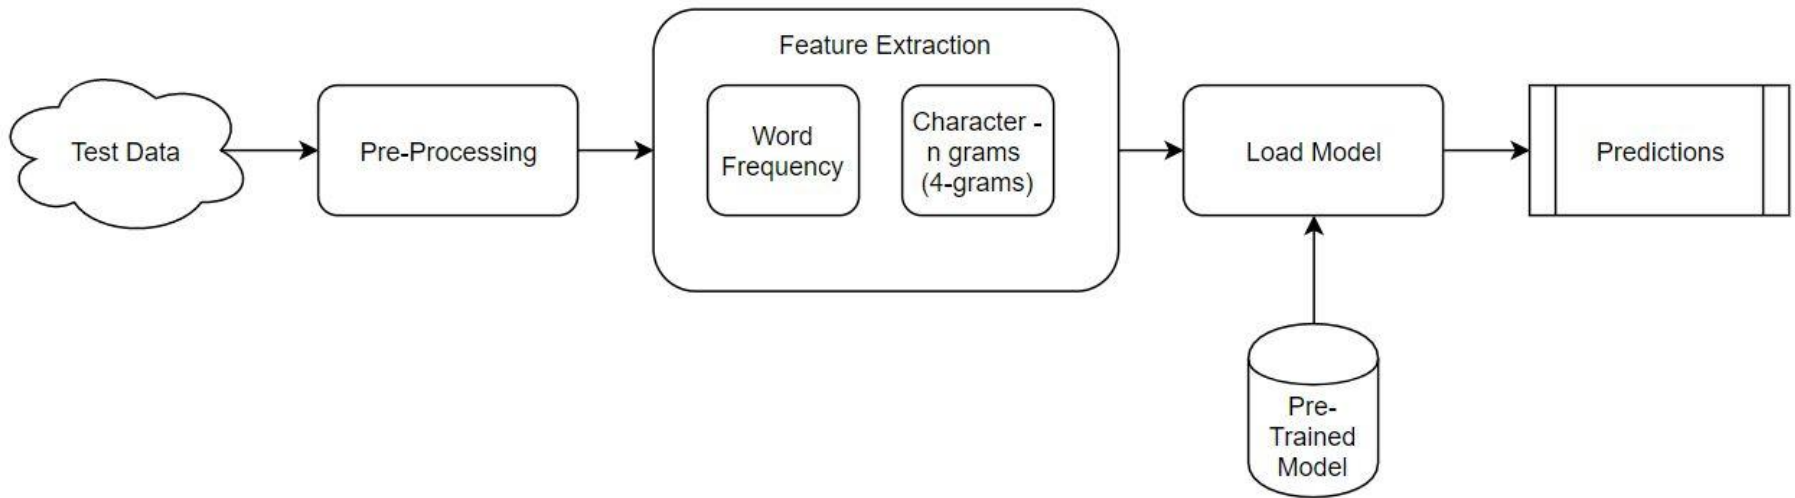 Feature Extraction
Test Data
Pre-Processing
Word
Frequency
Character -
n grams
(4-grams)
Load Model
Predictions
Pre-
Trained
Model